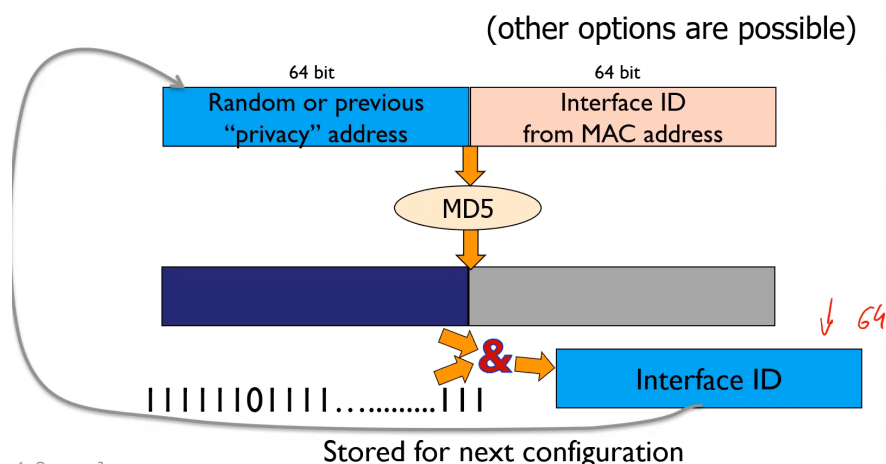 (other options are possible)
64 bit 64 bit
Random or previous
“privacy” address
Interface ID
from MAC address
MD5
64
&
Interface ID
11111101111............111
Stored for next configuration